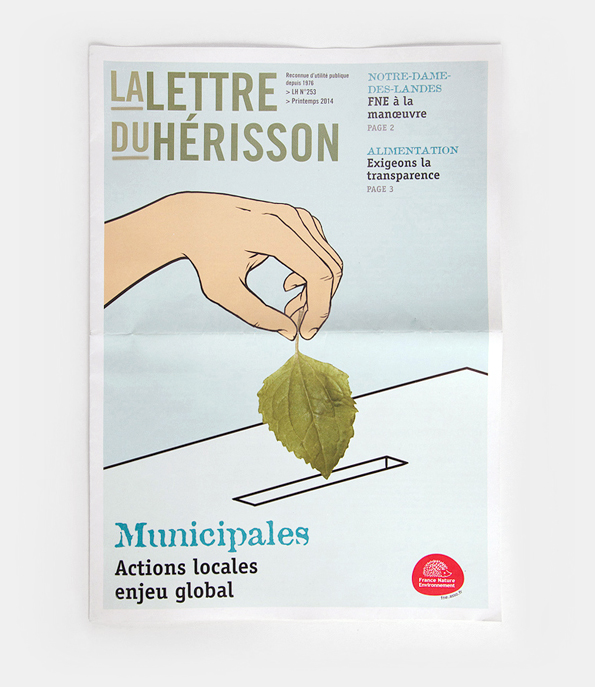 LA LETTRE
DU HÉRISSON
Reconnue d'utilité publique
depuis 1976
> LH N°253
> Printemps 2014
NOTRE-DAME-
DES-LANDES
FNE à la
manœuvre
PAGE 2
ALIMENTATION
Exigeons la
transparence
PAGE 3
Municipales
Actions locales
enjeu global
France Nature
Environnement